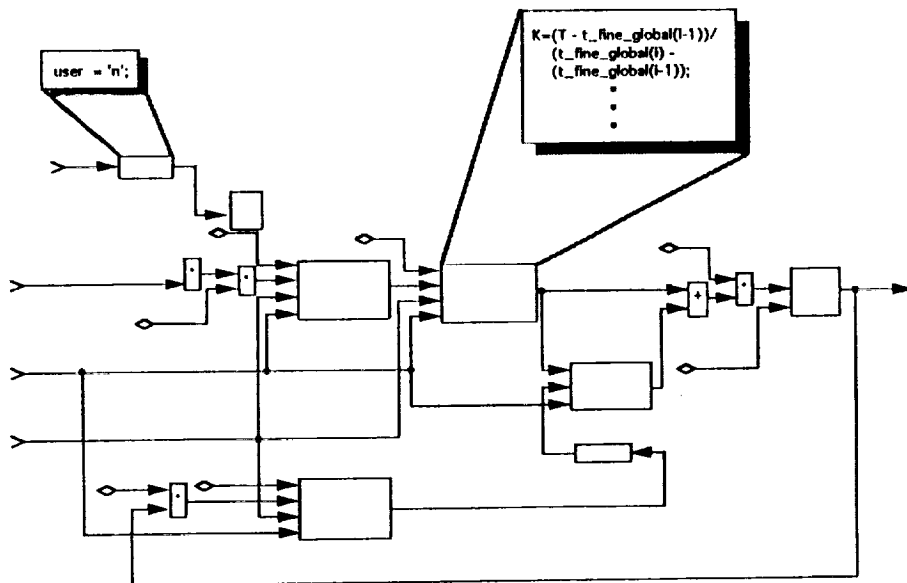 user = 'n';
K=(T - t_fine_global(i-1))/
(t_fine_global(i) -
(t_fine_global(i-1));
+